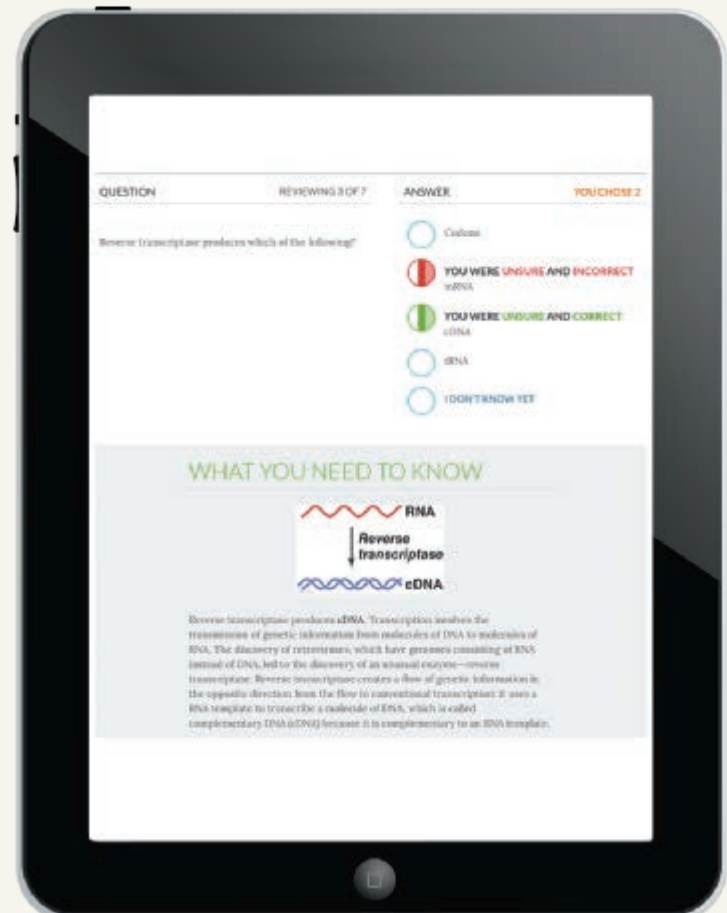 QUESTION
REVIEWING 3 OF 7
Reverse transcriptase produces which of the following?
ANSWER
YOU CHOSE 2
Codons
YOU WERE UNSURE AND INCORRECT
mRNA
YOU WERE UNSURE AND CORRECT
cDNA
tRNA
I DON'T KNOW YET
WHAT YOU NEED TO KNOW
RNA
Reverse
transcriptase
cDNA
Reverse transcriptase produces cDNA. Transcription involves the
transmission of genetic information from molecules of DNA to molecules of
RNA. The discovery of retroviruses, which have genomes consisting of RNA
instead of DNA, led to the discovery of an unusual enzyme—reverse
transcriptase. Reverse transcriptase creates a flow of genetic information in
the opposite direction from the flow in conventional transcription: it uses a
RNA template to transcribe a molecule of DNA, which is called
complementary DNA (cDNA) because it is complementary to an RNA template.